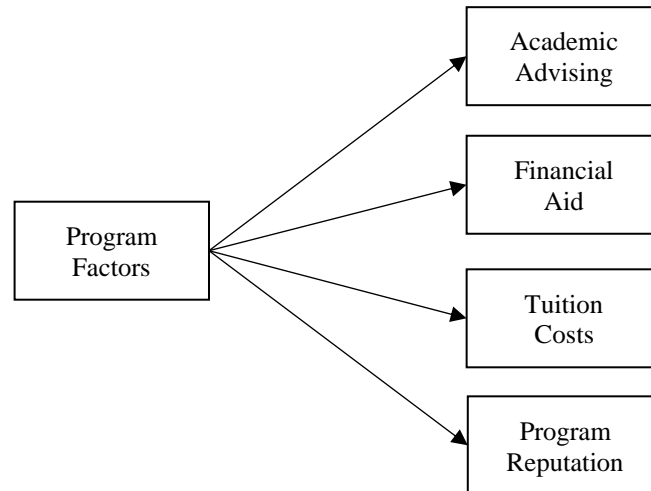 Academic
Advising
Financial
Aid
Program
Factors
Tuition
Costs
Program
Reputation